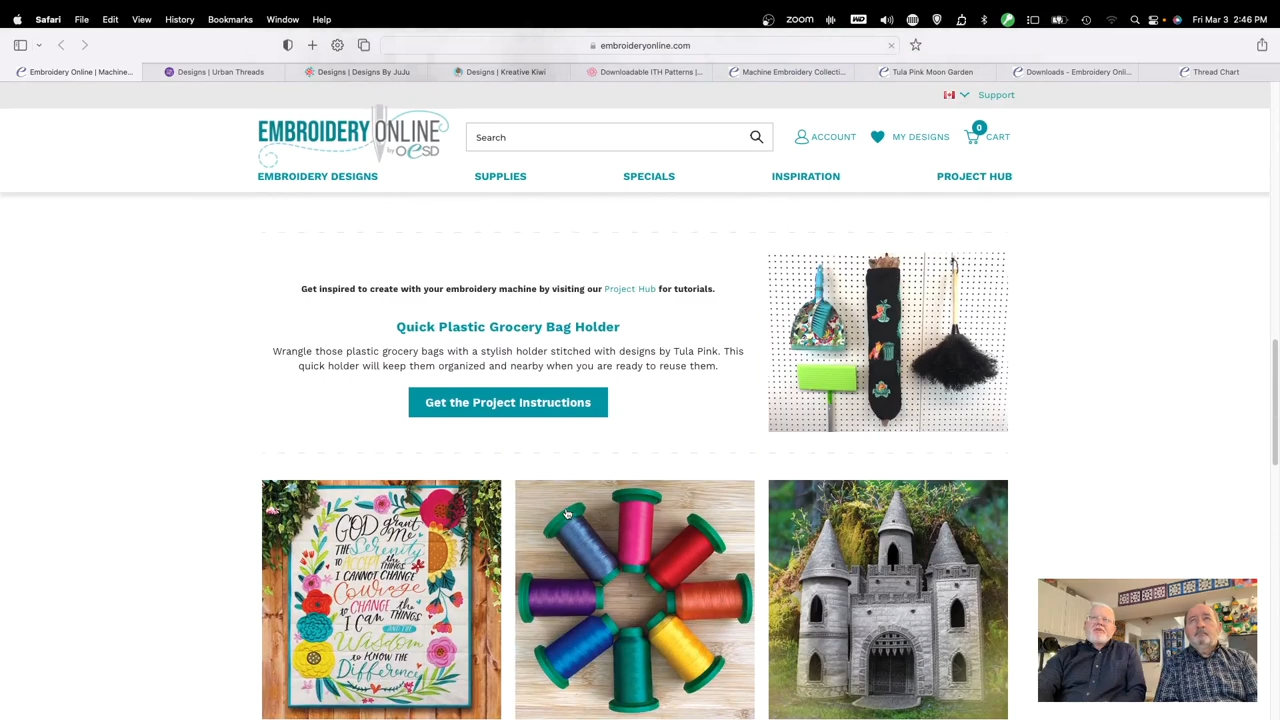 Safari File Edit View History Bookmarks Window Help zoom WD Fri Mar 3 2:46 PM
embroideryonline.com
Embroidery Online | Machine... Designs | Urban Threads Designs | Designs By JuJu Designs | Kreative Kiwi Downloadable ITH Patterns |... Machine Embroidery Collecti... Tula Pink Moon Garden Downloads - Embroidery Onli... Thread Chart
Support
EMBROIDERY ONLINE
by OESD
Search
ACCOUNT MY DESIGNS 0 CART
EMBROIDERY DESIGNS SUPPLIES SPECIALS INSPIRATION PROJECT HUB
Get inspired to create with your embroidery machine by visiting our Project Hub for tutorials.
Quick Plastic Grocery Bag Holder
Wrangle those plastic grocery bags with a stylish holder stitched with designs by Tula Pink. This
quick holder will keep them organized and nearby when you are ready to reuse them.
Get the Project Instructions
GOD grant
Me
THE Serenity
TO ACCEPT the
THINGS
I CANNOT CHANGE
Courage
to CHANGE the
THINGS
I CAN
AND THE
Wisdom
to KNOW THE
Difference